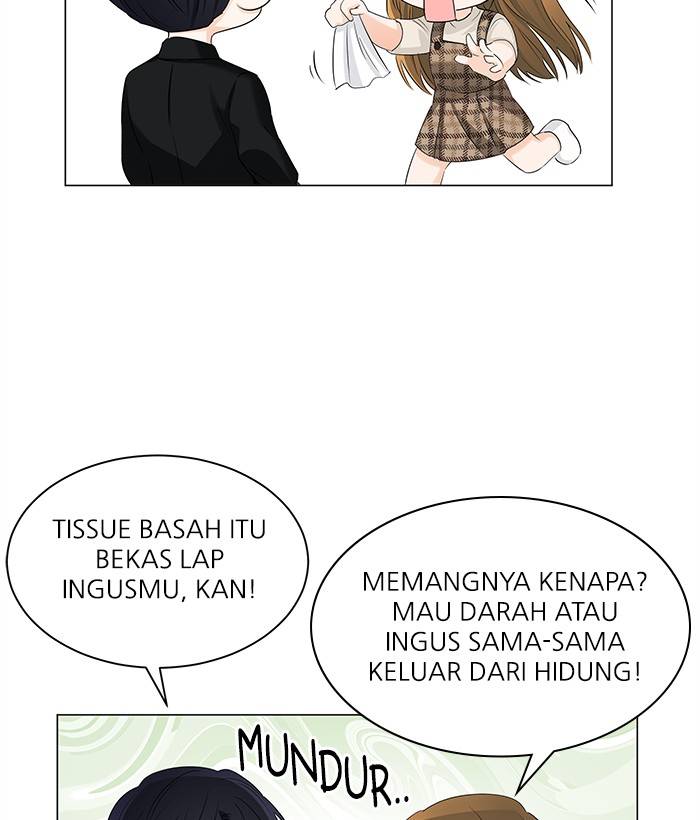 TISSUE BASAH ITU
BEKAS LAP
INGUSMU, KAN!
MEMANGNYA KENAPA?
MAU DARAH ATAU
INGUS SAMA-SAMA
KELUAR DARI HIDUNG!
MUNDUR..